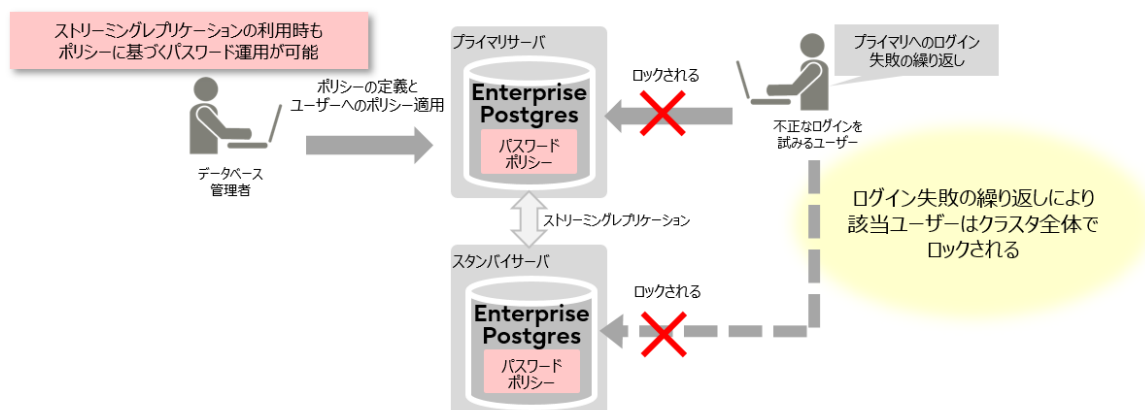 ストリーミングレプリケーションの利用時も
ポリシーに基づくパスワード運用が可能
ポリシーの定義と
ユーザーへのポリシー適用
データベース
管理者
プライマリサーバ
Enterprise
Postgres
パスワード
ポリシー
ロックされる
プライマリへのログイン
失敗の繰り返し
不正なログインを
試みるユーザー
ストリーミングレプリケーション
ログイン失敗の繰り返しにより
該当ユーザーはクラスタ全体で
ロックされる
スタンバイサーバ
Enterprise
Postgres
パスワード
ポリシー
ロックされる